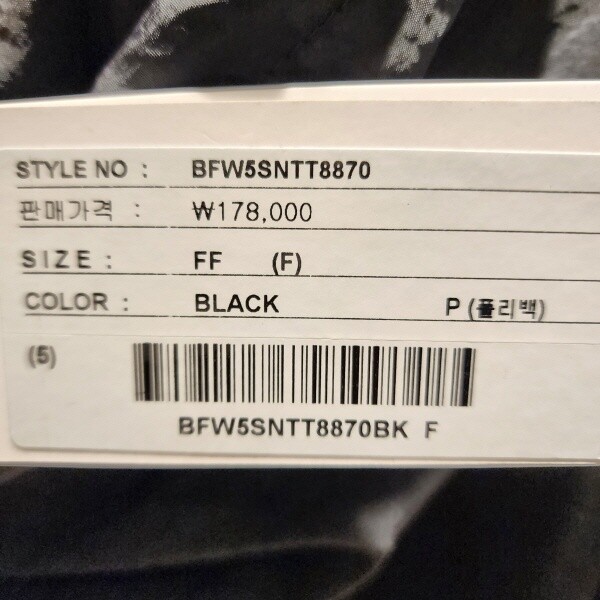 STYLE NO : BFW5SNTT8870
판매가격 : ₩178,000
SIZE : FF (F)
COLOR : BLACK P (폴리백)
(5)
BFW5SNTT8870BK F